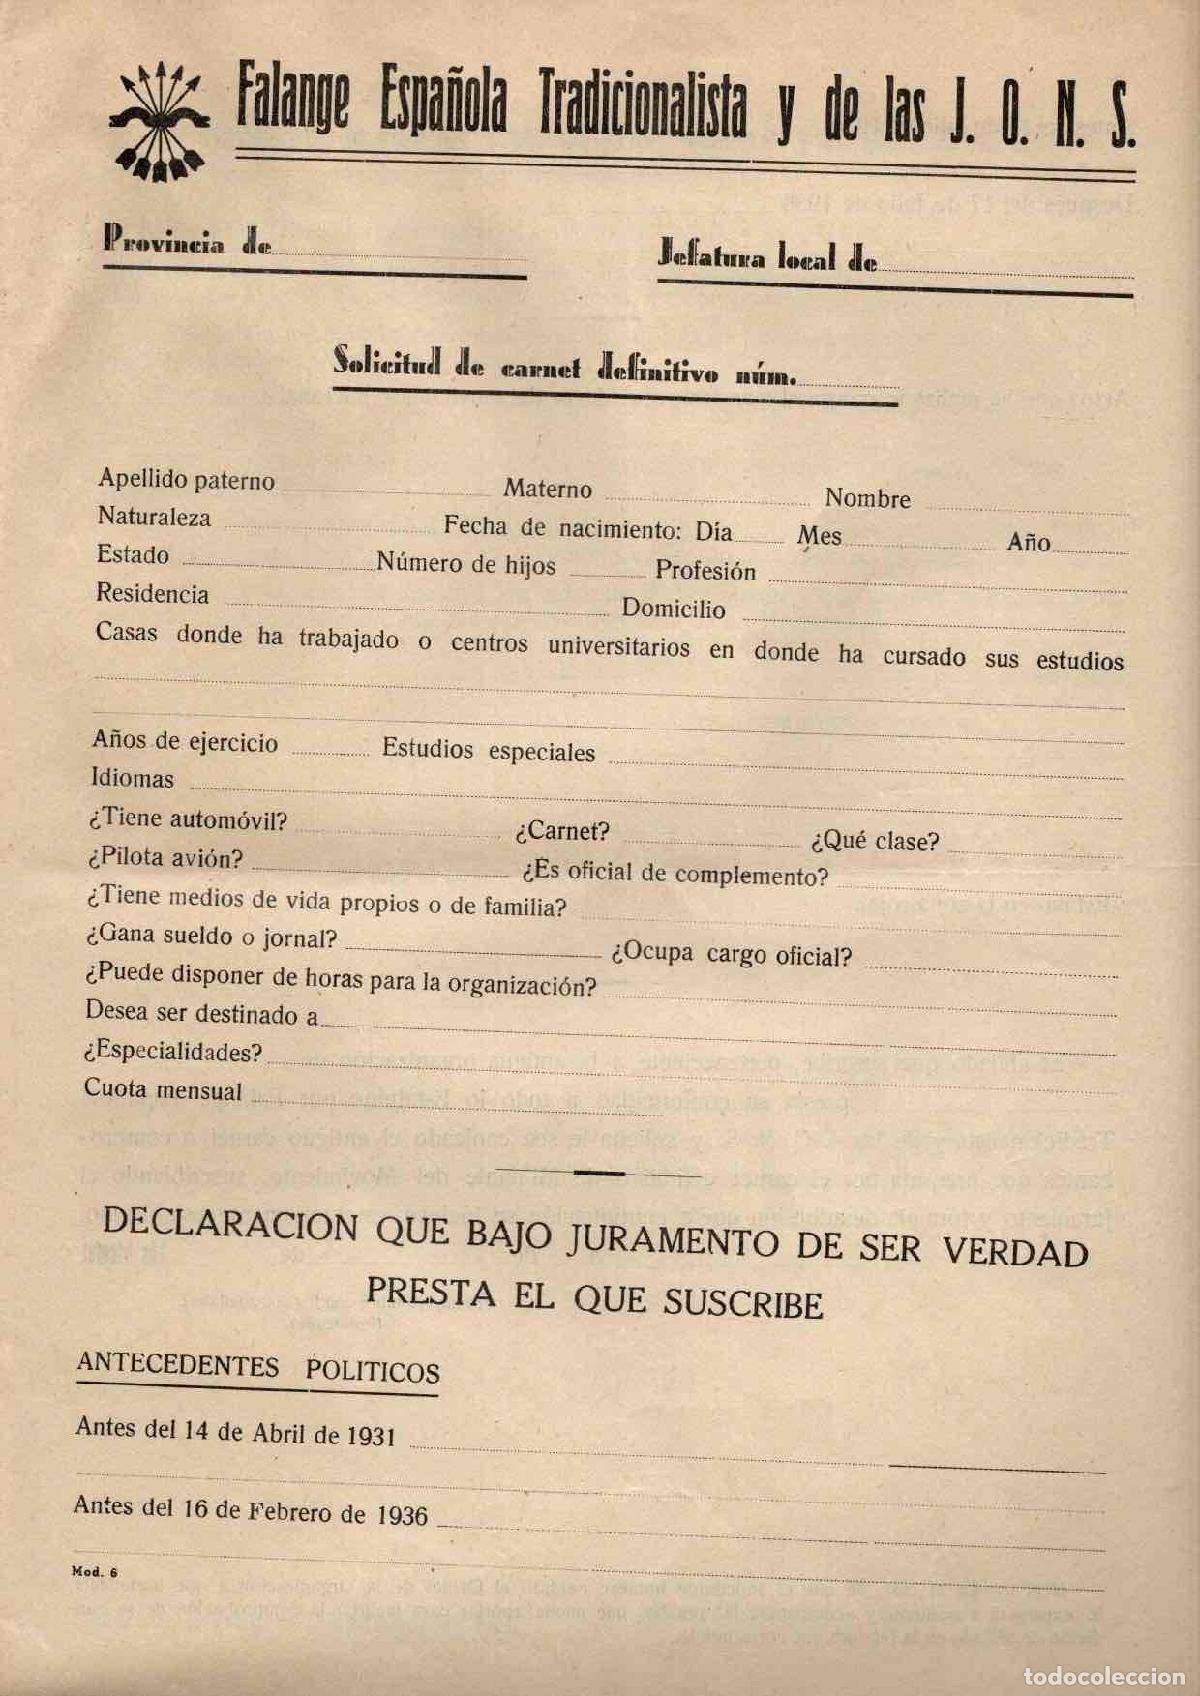 Falange Española Tradicionalista y de las J. O. N. S.
Provincia de
Jefatura local de
Solicitud de carnet definitivo núm.
Apellido paterno Materno Nombre
Naturaleza Fecha de nacimiento: Día Mes Año
Estado Número de hijos Profesión
Residencia Domicilio
Casas donde ha trabajado o centros universitarios en donde ha cursado sus estudios
Años de ejercicio Estudios especiales
Idiomas
¿Tiene automóvil? ¿Carnet? ¿Qué clase?
¿Pilota avión? ¿Es oficial de complemento?
¿Tiene medios de vida propios o de familia?
¿Gana sueldo o jornal? ¿Ocupa cargo oficial?
¿Puede disponer de horas para la organización?
Desea ser destinado a
¿Especialidades?
Cuota mensual
DECLARACION QUE BAJO JURAMENTO DE SER VERDAD
PRESTA EL QUE SUSCRIBE
ANTECEDENTES POLITICOS
Antes del 14 de Abril de 1931
Antes del 16 de Febrero de 1936
Mod. 6
todocoleccion